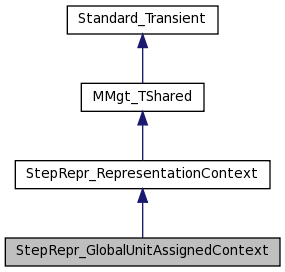 Standard_Transient
MMgt_TShared
StepRepr_RepresentationContext
StepRepr_GlobalUnitAssignedContext